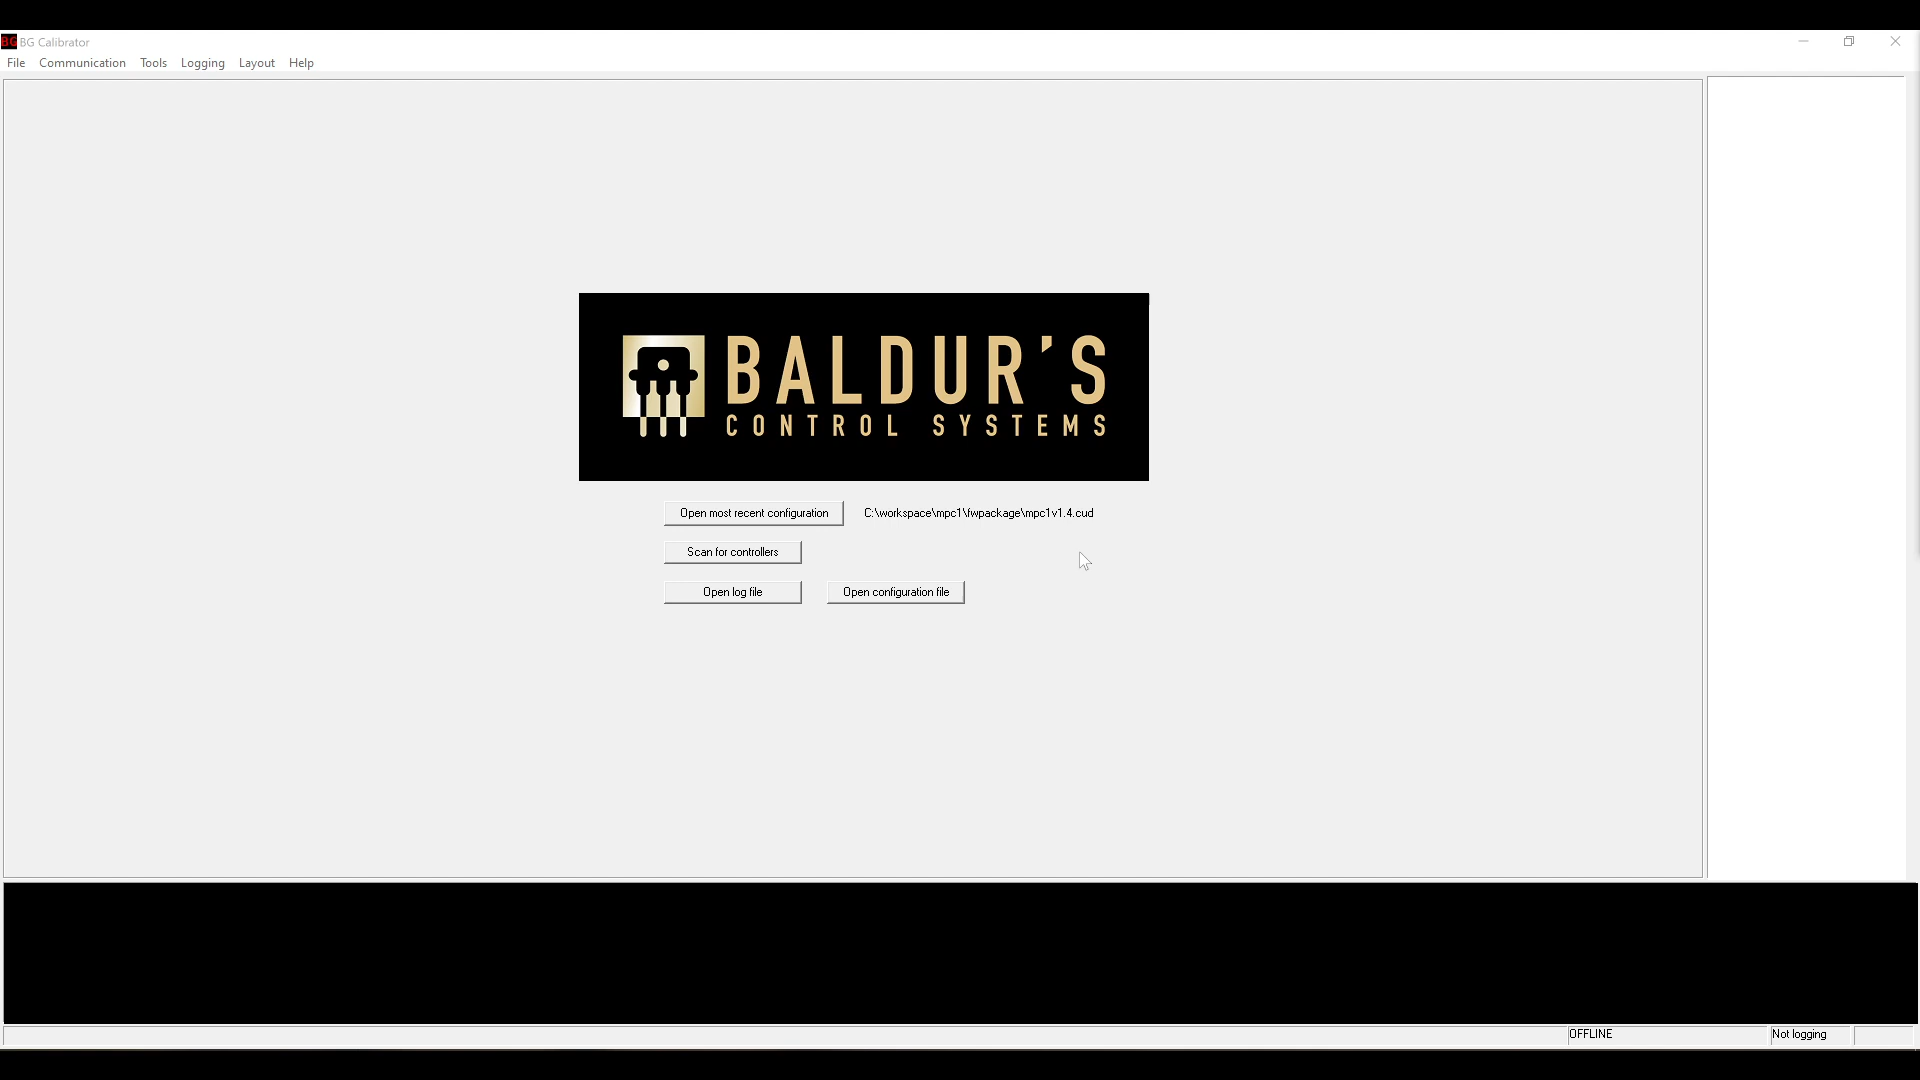 BG BG Calibrator
File Communication Tools Logging Layout Help
BALDUR'S
CONTROL SYSTEMS
Open most recent configuration C:\workspace\mpc1\fwpackage\mpc1v1.4.cud
Scan for controllers
Open log file Open configuration file
OFFLINE Not logging